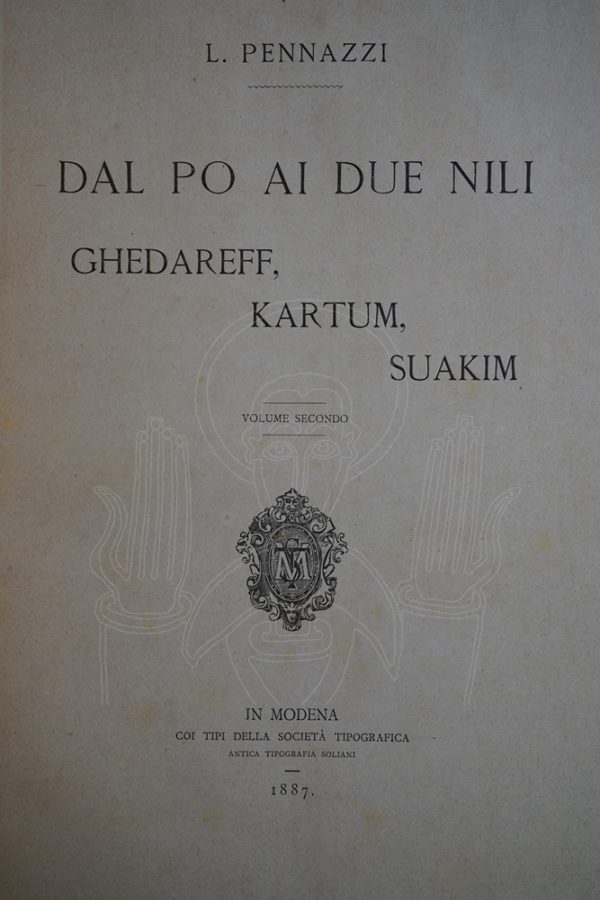 L. PENNAZZI
DAL PO AI DUE NILI
GHEDAREFF,
KARTUM,
SUAKIM
VOLUME SECONDO
IN MODENA
COI TIPI DELLA SOCIETÀ TIPOGRAFICA
ANTICA TIPOGRAFIA SOLIANI
1887.